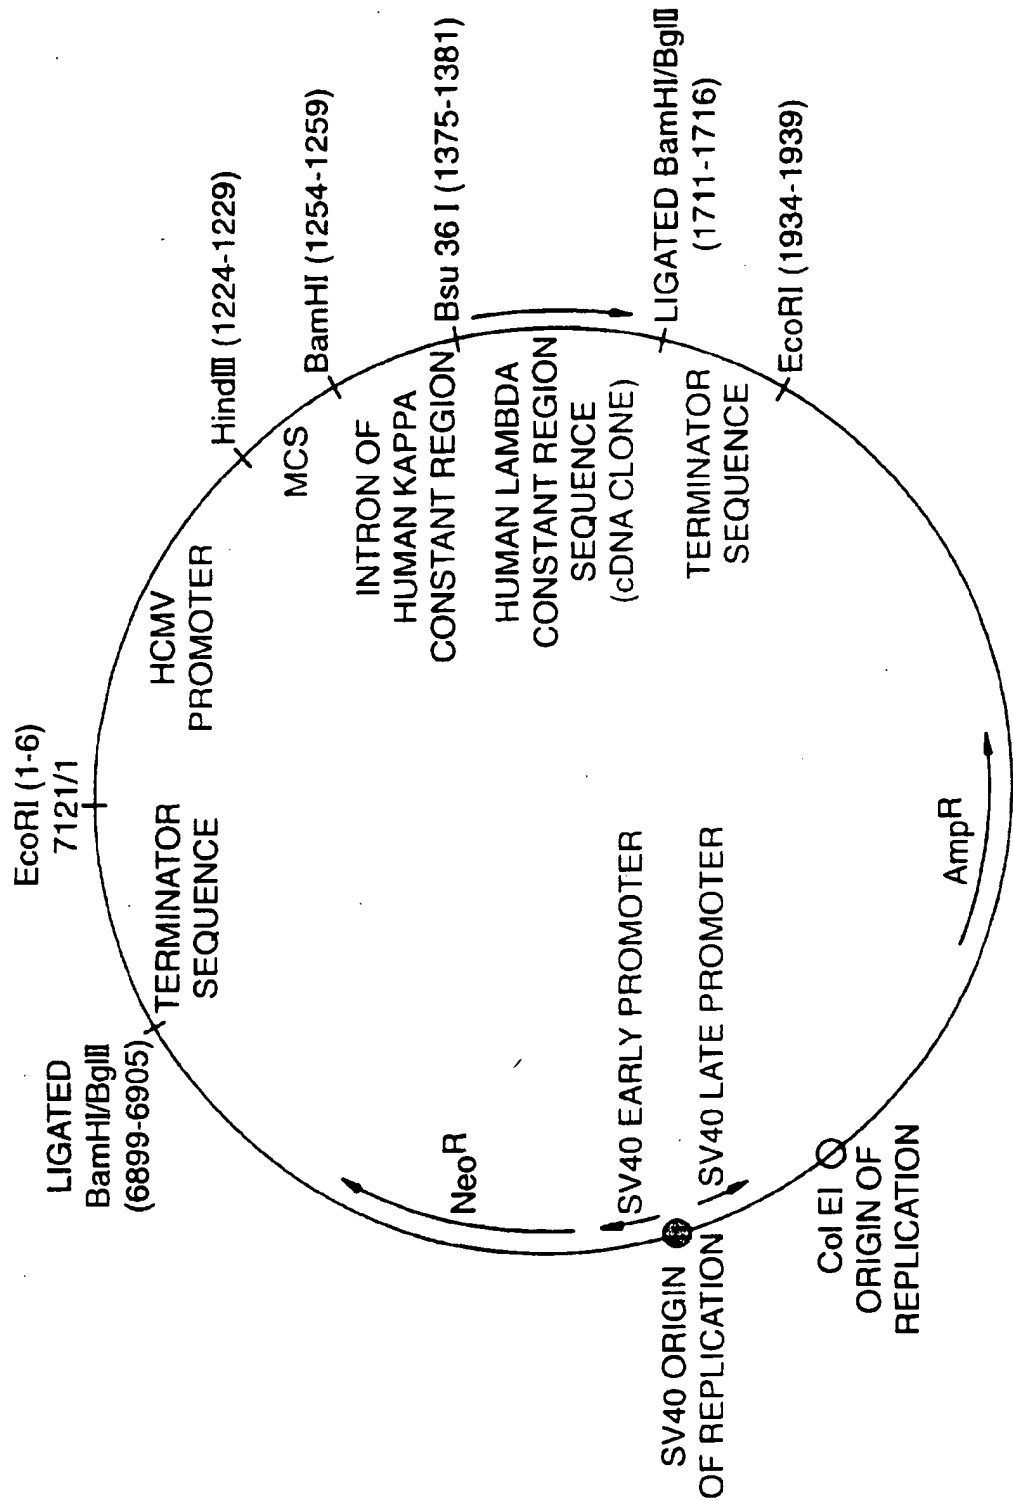 EcoRI (1-6)
7121/1
HCMV
PROMOTER
HindⅢ (1224-1229)
MCS
BamHI (1254-1259)
INTRON OF
HUMAN KAPPA
CONSTANT REGION
Bsu 36 I (1375-1381)
HUMAN LAMBDA
CONSTANT REGION
SEQUENCE
(cDNA CLONE)
LIGATED BamHI/BglⅡ
(1711-1716)
TERMINATOR
SEQUENCE
EcoRI (1934-1939)
AmpR
Col EI
ORIGIN OF
REPLICATION
SV40 LATE PROMOTER
SV40 EARLY PROMOTER
SV40 ORIGIN
OF REPLICATION
NeoR
LIGATED
BamHI/BglⅡ
(6899-6905)
TERMINATOR
SEQUENCE